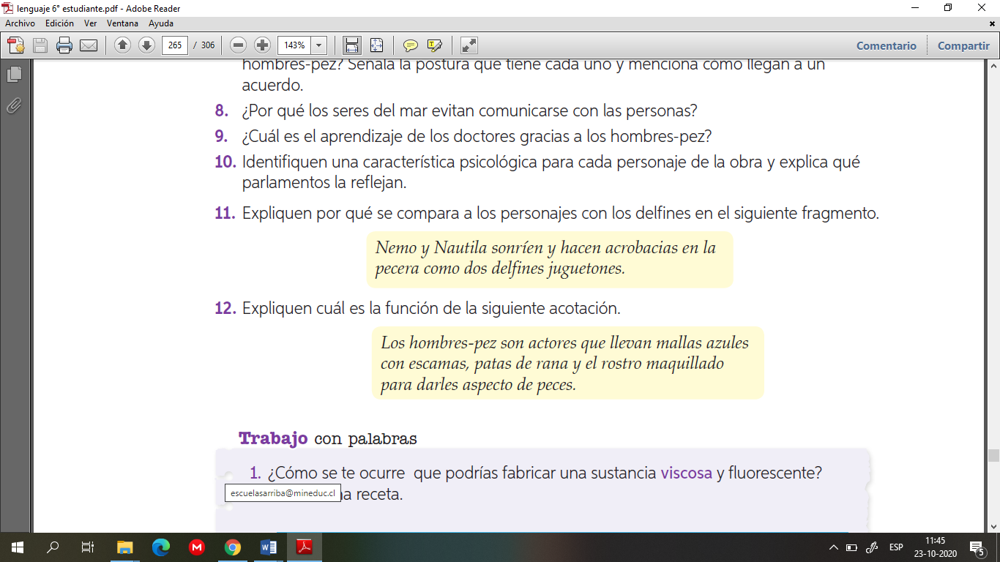 lenguaje 6° estudiante.pdf - Adobe Reader
Archivo Edición Ver Ventana Ayuda
265 / 306 143% Comentario Compartir
hombres-pez? Señala la postura que tiene cada uno y menciona cómo llegan a un
acuerdo.
8. ¿Por qué los seres del mar evitan comunicarse con las personas?
9. ¿Cuál es el aprendizaje de los doctores gracias a los hombres-pez?
10. Identifiquen una característica psicológica para cada personaje de la obra y explica qué
parlamentos la reflejan.
11. Expliquen por qué se compara a los personajes con los delfines en el siguiente fragmento.
Nemo y Nautila sonríen y hacen acrobacias en la
pecera como dos delfines juguetones.
12. Expliquen cuál es la función de la siguiente acotación.
Los hombres-pez son actores que llevan mallas azules
con escamas, patas de rana y el rostro maquillado
para darles aspecto de peces.
Trabajo con palabras
1. ¿Cómo se te ocurre que podrías fabricar una sustancia viscosa y fluorescente?
escuelasarriba@mineduc.cl
receta.
ESP
11:45
23-10-2020
5